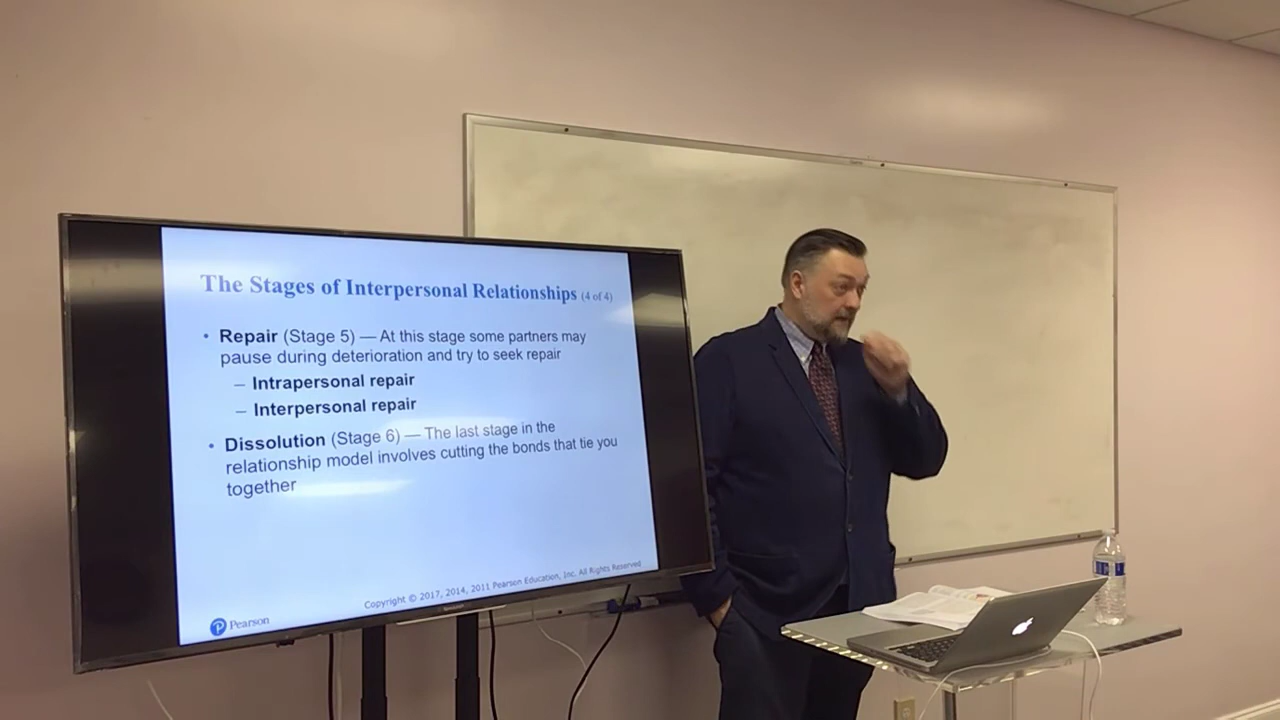 The Stages of Interpersonal Relationships (4 of 4)
• Repair (Stage 5) — At this stage some partners may
pause during deterioration and try to seek repair
– Intrapersonal repair
– Interpersonal repair
• Dissolution (Stage 6) — The last stage in the
relationship model involves cutting the bonds that tie you
together
Copyright © 2017, 2014, 2011 Pearson Education, Inc. All Rights Reserved
Pearson